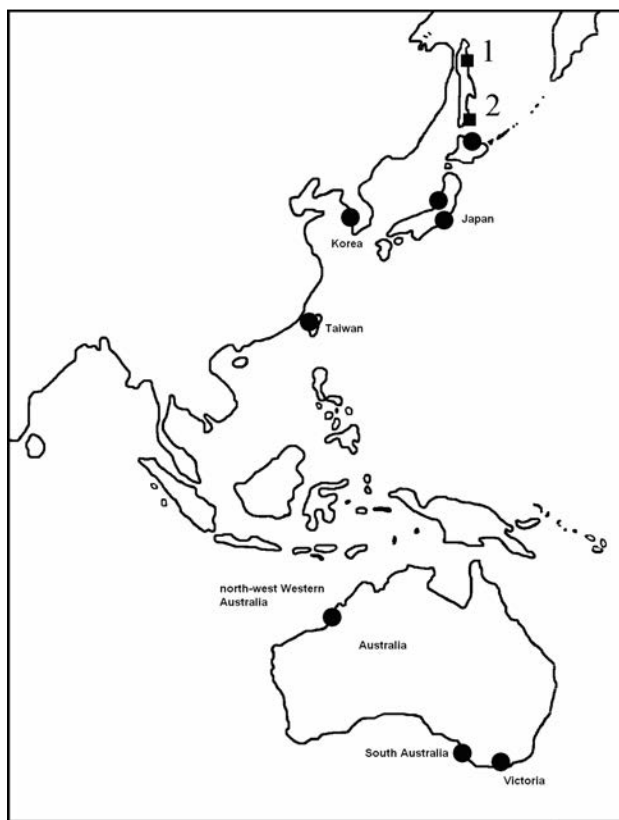 1
2
Japan
Korea
Taiwan
north-west Western
Australia
Australia
South Australia
Victoria